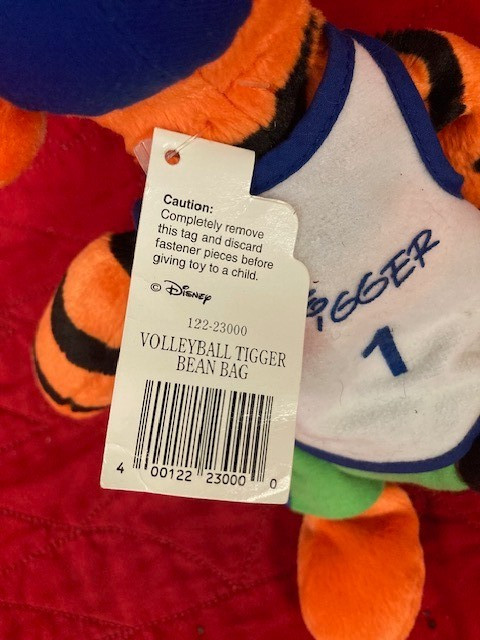 Caution:
Completely remove
this tag and discard
fastener pieces before
giving toy to a child.
© Disney
122-23000
VOLLEYBALL TIGGER
BEAN BAG
4 00122 23000 0
TIGGER
1